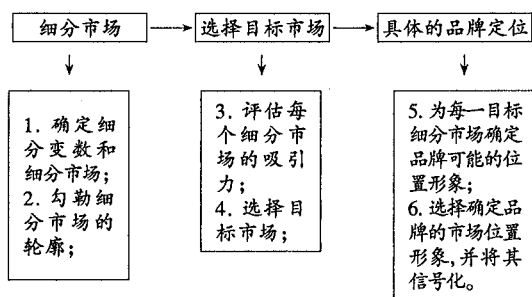 细分市场
选择目标市场
具体的品牌定位
1. 确定细
分变数和
细分市场;
2. 勾勒细
分市场的
轮廓;
3. 评估每
个细分市
场的吸引
力;
4. 选择目
标市场;
5. 为每一目标
细分市场确定
品牌可能的位
置形象;
6. 选择确定品
牌的市场位置
形象,并将其
信号化。